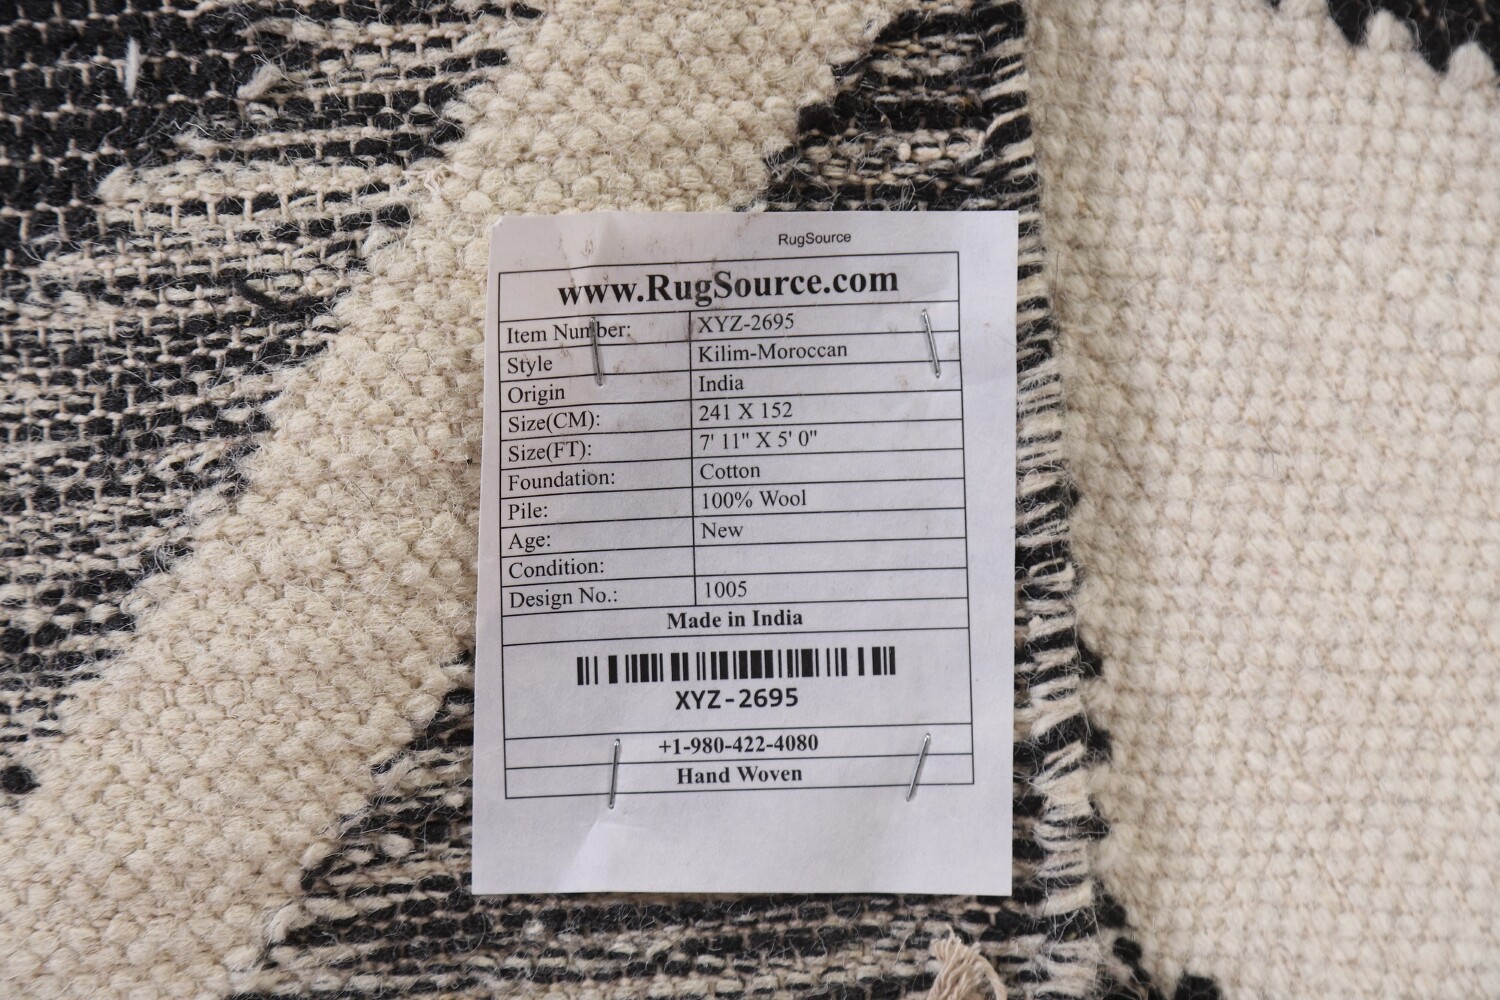 RugSource
www.RugSource.com
Item Number: XYZ-2695
Style Kilim-Moroccan
Origin India
Size(CM): 241 X 152
Size(FT): 7' 11" X 5' 0"
Foundation: Cotton
Pile: 100% Wool
Age: New
Condition:
Design No.: 1005
Made in India
XYZ-2695
+1-980-422-4080
Hand Woven